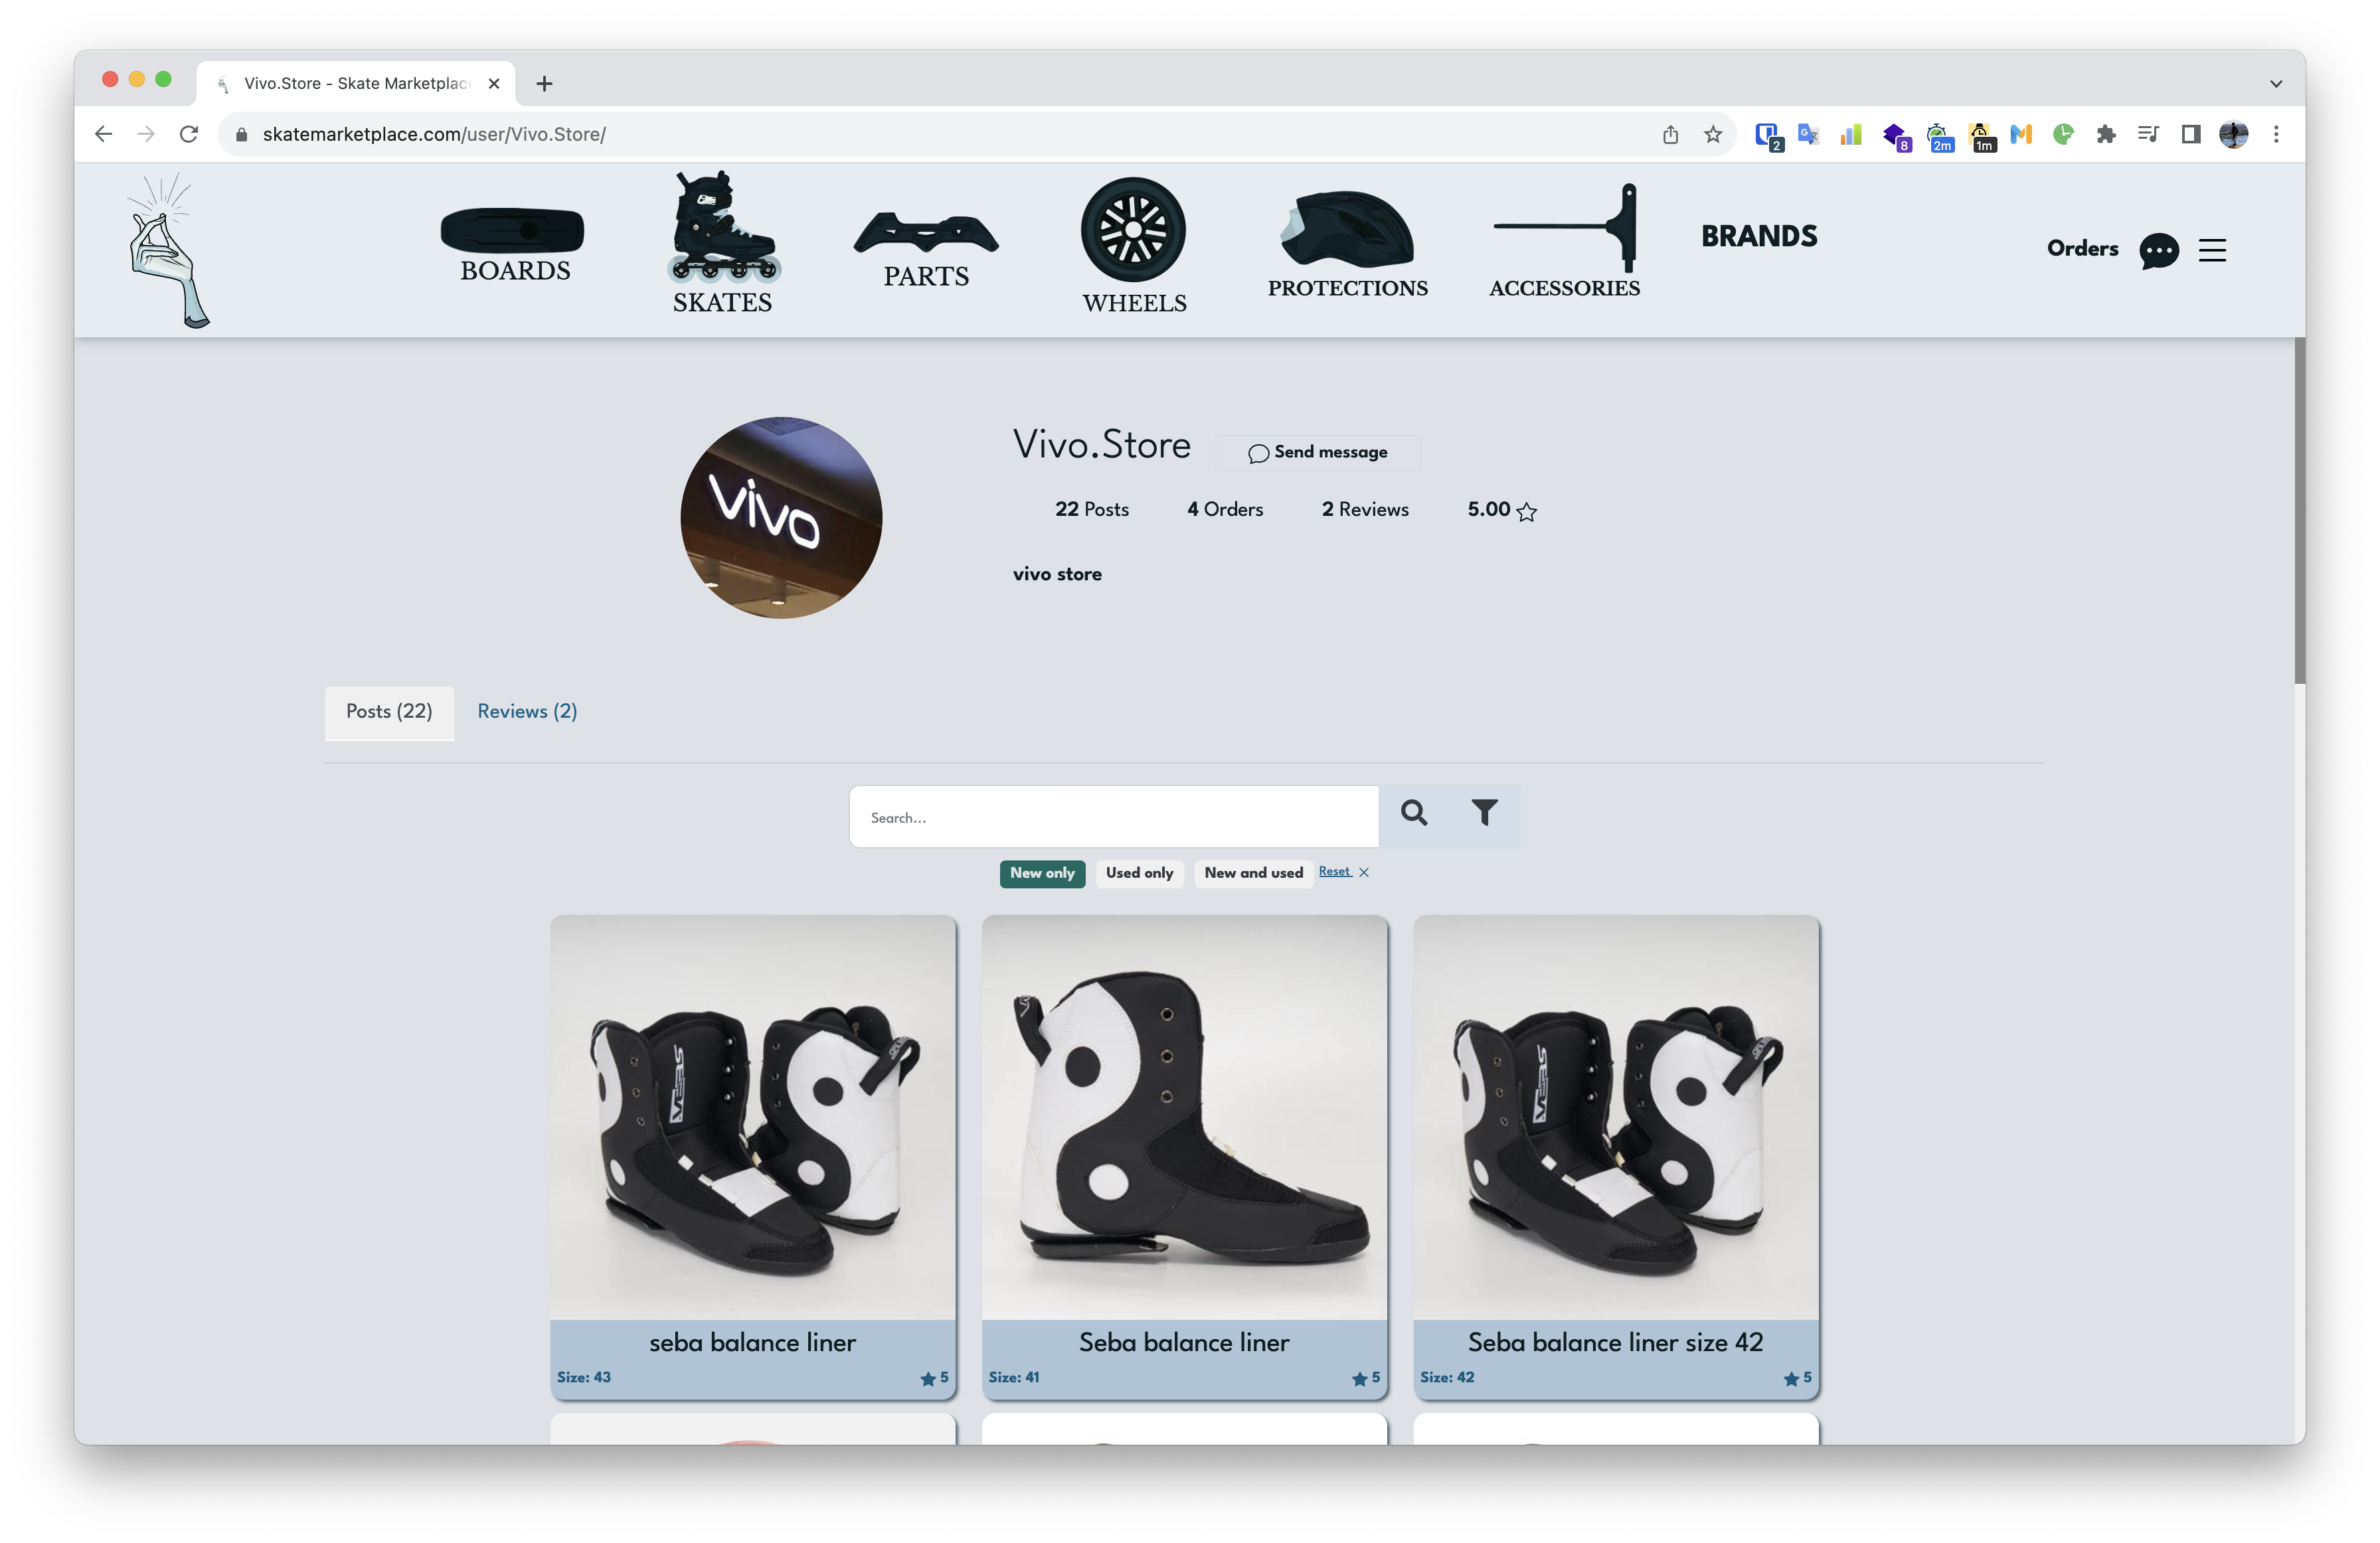 Vivo.Store - Skate Marketplac
skatemarketplace.com/user/Vivo.Store/
2
8
2m
1m
BOARDS
SKATES
PARTS
WHEELS
PROTECTIONS
ACCESSORIES
BRANDS
Orders
vivo
Vivo.Store
Send message
22 Posts
4 Orders
2 Reviews
5.00
vivo store
Posts (22)
Reviews (2)
Search...
New only
Used only
New and used
Reset
SEBA
SEBA
seba balance liner
Size: 43
5
Seba balance liner
Size: 41
5
Seba balance liner size 42
Size: 42
5